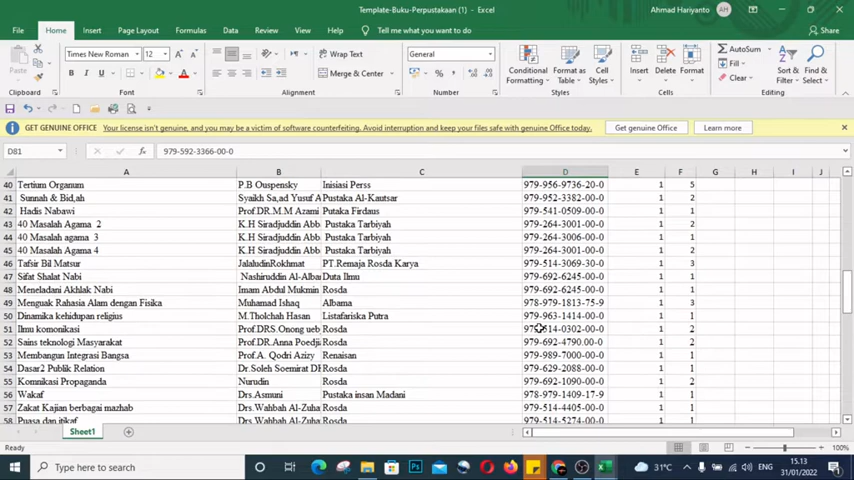 Template-Buku-Perpustakaan (1) - Excel
Ahmad Hariyanto AH
File Home Insert Page Layout Formulas Data Review View Help Tell me what you want to do Share
Times New Roman 12 Wrap Text General AutoSum
Paste Merge & Center Conditional Formatting Format as Table Cell Styles Insert Delete Format Fill Clear Sort & Filter Find & Select
Clipboard Font Alignment Number Styles Cells Editing
GET GENUINE OFFICE Your license isn't genuine, and you may be a victim of software counterfeiting. Avoid interruption and keep your files safe with genuine Office today. Get genuine Office Learn more
D81 979-592-3366-00-0
A B C D E F G H I J
40 Tertium Organum P.B Ouspensky Inisiasi Perss 979-956-9736-20-0 1 5
41 Sunnah & Bid,ah Syaikh Sa,ad Yusuf A Pustaka Al-Kautsar 979-952-3382-00-0 1 2
42 Hadis Nabawi Prof.DR.M.M Azami Putaka Firdaus 979-541-0509-00-0 1 1
43 40 Masalah Agama 2 K.H Siradjuddin Abb Pustaka Tarbiyah 979-264-3001-00-0 1 2
44 40 Masalah agama 3 K.H Siradjuddin Abb Pustaka Tarbiyah 979-264-3006-00-0 1 1
45 40 Masalah Agama 4 K.H Siradjuddin Abb Pustaka Tarbiyah 979-264-3001-00-0 1 2
46 Tafsir Bil Matsur JalaludinRokhmat PT.Remaja Rosda Karya 979-514-3069-30-0 1 3
47 Sifat Shalat Nabi Nashiruddin Al-Alban Duta Ilmu 979-692-6245-00-0 1 1
48 Meneladani Akhlak Nabi Imam Abdul Mukmin Rosda 979-692-6245-00-0 1 1
49 Menguak Rahasia Alam dengan Fisika Muhamad Ishaq Albama 978-979-1813-75-9 1 3
50 Dinamika kehidupan religius M.Tholchah Hasan Listafariska Putra 979-963-1414-00-0 1 1
51 Ilmu komonikasi Prof.DRS.Onong ueb Rosda 979-514-0302-00-0 1 2
52 Sains teknologi Masyarakat Prof.DR.Anna Poedji Rosda 979-692-4790.00-0 1 2
53 Membangun Integrasi Bangsa Prof.A. Qodri Azizy Renaisan 979-989-7000-00-0 1 1
54 Dasar2 Publik Relation Dr.Soleh Soemirat D Rosda 979-629-2088-00-0 1 1
55 Komnikasi Propaganda Nurudin Rosda 979-692-1090-00-0 1 2
56 Wakaf Drs.Asmuni Pustaka insan Madani 978-979-1409-17-9 1 1
57 Zakat Kajian berbagai mazhab Drs.Wahbah Al-Zuha Rosda 979-514-4405-00-0 1 1
58 Puasa dan itikaf Drs.Wahbah Al-Zuha Rosda 979-514-5274-00-0 1 1
Sheet1
Ready 100%
Type here to search 31°C ENG 15.13
31/01/2022